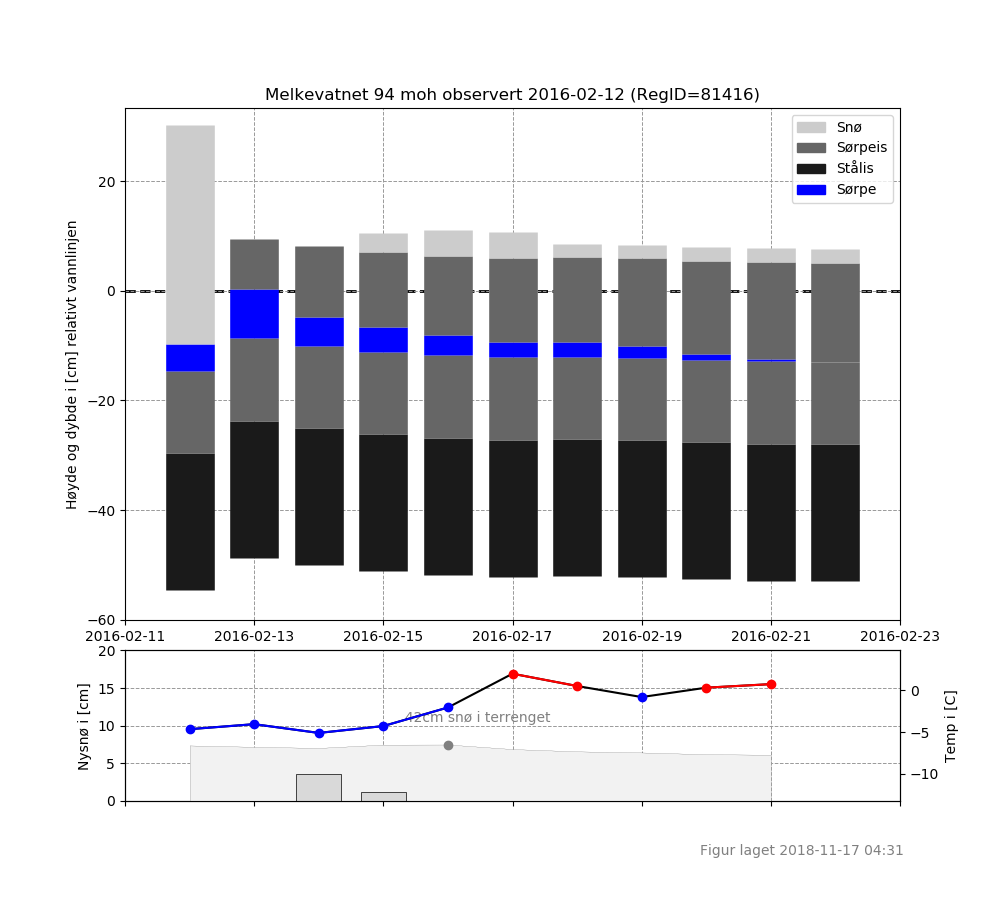 Melkevatnet 94 moh observert 2016-02-12 (RegID=81416)
Snø
Sørpeis
Stålis
Sørpe
Høyde og dybde i [cm] relativt vannlinjen
20
0
−20
−40
−60
2016-02-11 2016-02-13 2016-02-15 2016-02-17 2016-02-19 2016-02-21 2016-02-23
Nysnø i [cm]
20
15
10
5
0
42cm snø i terrenget
0
−5
−10
Temp i [C]
Figur laget 2018-11-17 04:31